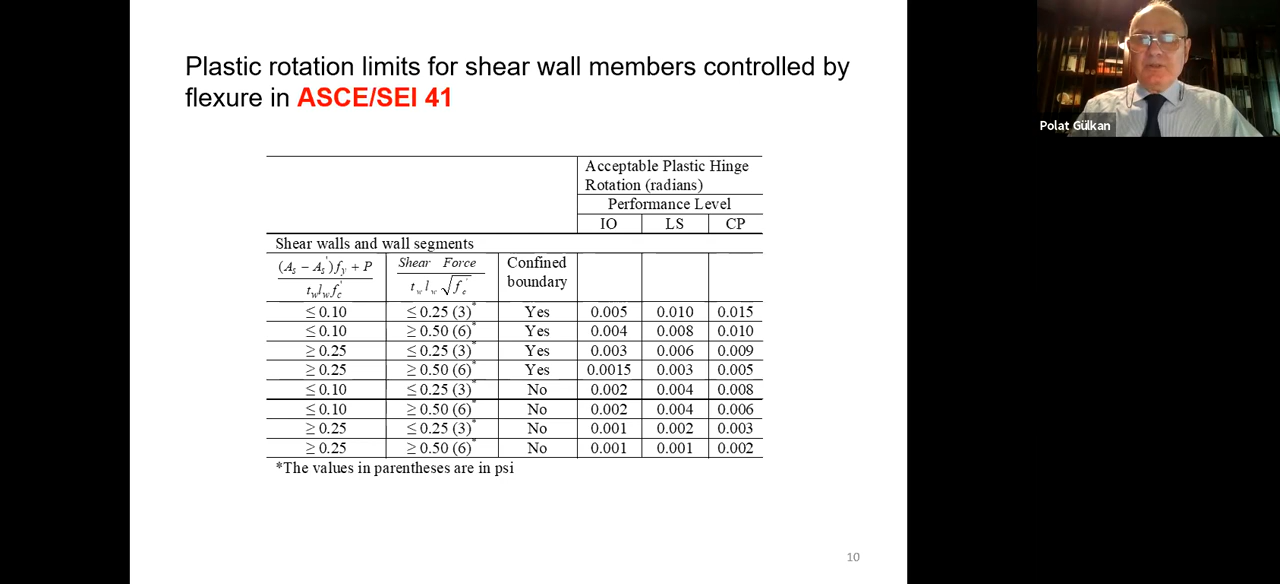 Plastic rotation limits for shear wall members controlled by
flexure in ASCE/SEI 41
Polat Gülkan
Acceptable Plastic Hinge
Rotation (radians)
Performance Level
IO LS CP
Shear walls and wall segments
(A_s − A_s')f_y + P / t_w l_w f_c' Shear Force / t_w l_w √f_c' Confined boundary
≤ 0.10 ≤ 0.25 (3)* Yes 0.005 0.010 0.015
≤ 0.10 ≥ 0.50 (6)* Yes 0.004 0.008 0.010
≥ 0.25 ≤ 0.25 (3)* Yes 0.003 0.006 0.009
≥ 0.25 ≥ 0.50 (6)* Yes 0.0015 0.003 0.005
≤ 0.10 ≤ 0.25 (3)* No 0.002 0.004 0.008
≤ 0.10 ≥ 0.50 (6)* No 0.002 0.004 0.006
≥ 0.25 ≤ 0.25 (3)* No 0.001 0.002 0.003
≥ 0.25 ≥ 0.50 (6)* No 0.001 0.001 0.002
*The values in parentheses are in psi
10